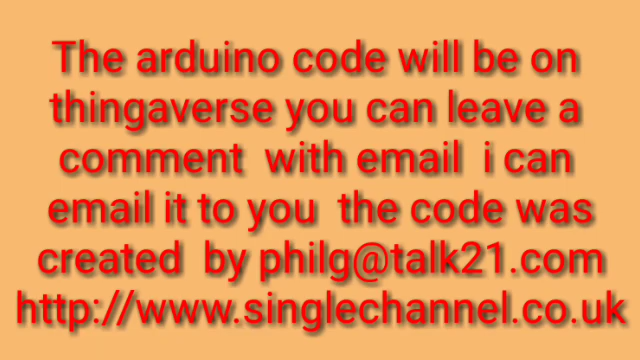 The arduino code will be on
thingaverse you can leave a
comment with email i can
email it to you the code was
created by philg@talk21.com
http://www.singlechannel.co.uk